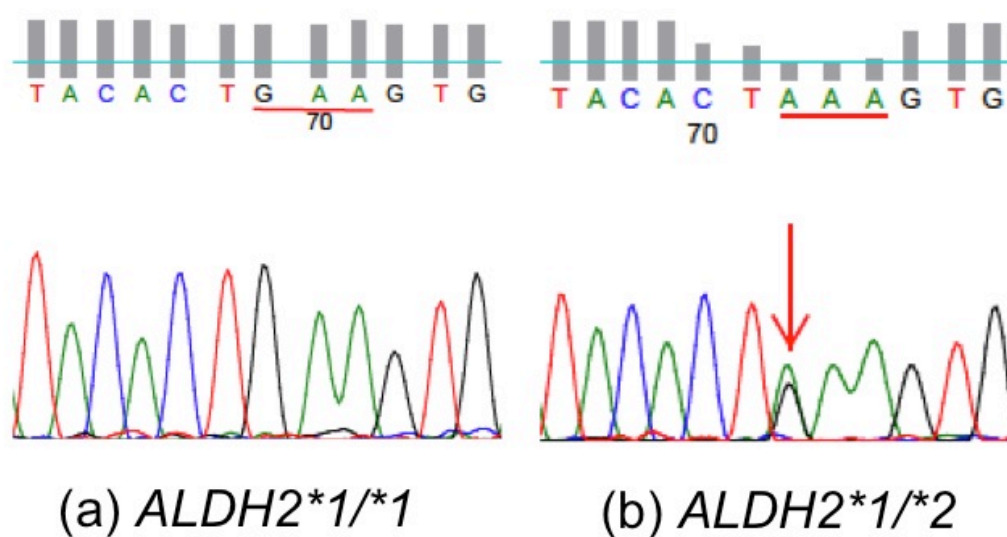 T A C A C T G A A G T G
70
T A C A C T A A A G T G
70
(a) ALDH2*1/*1
(b) ALDH2*1/*2